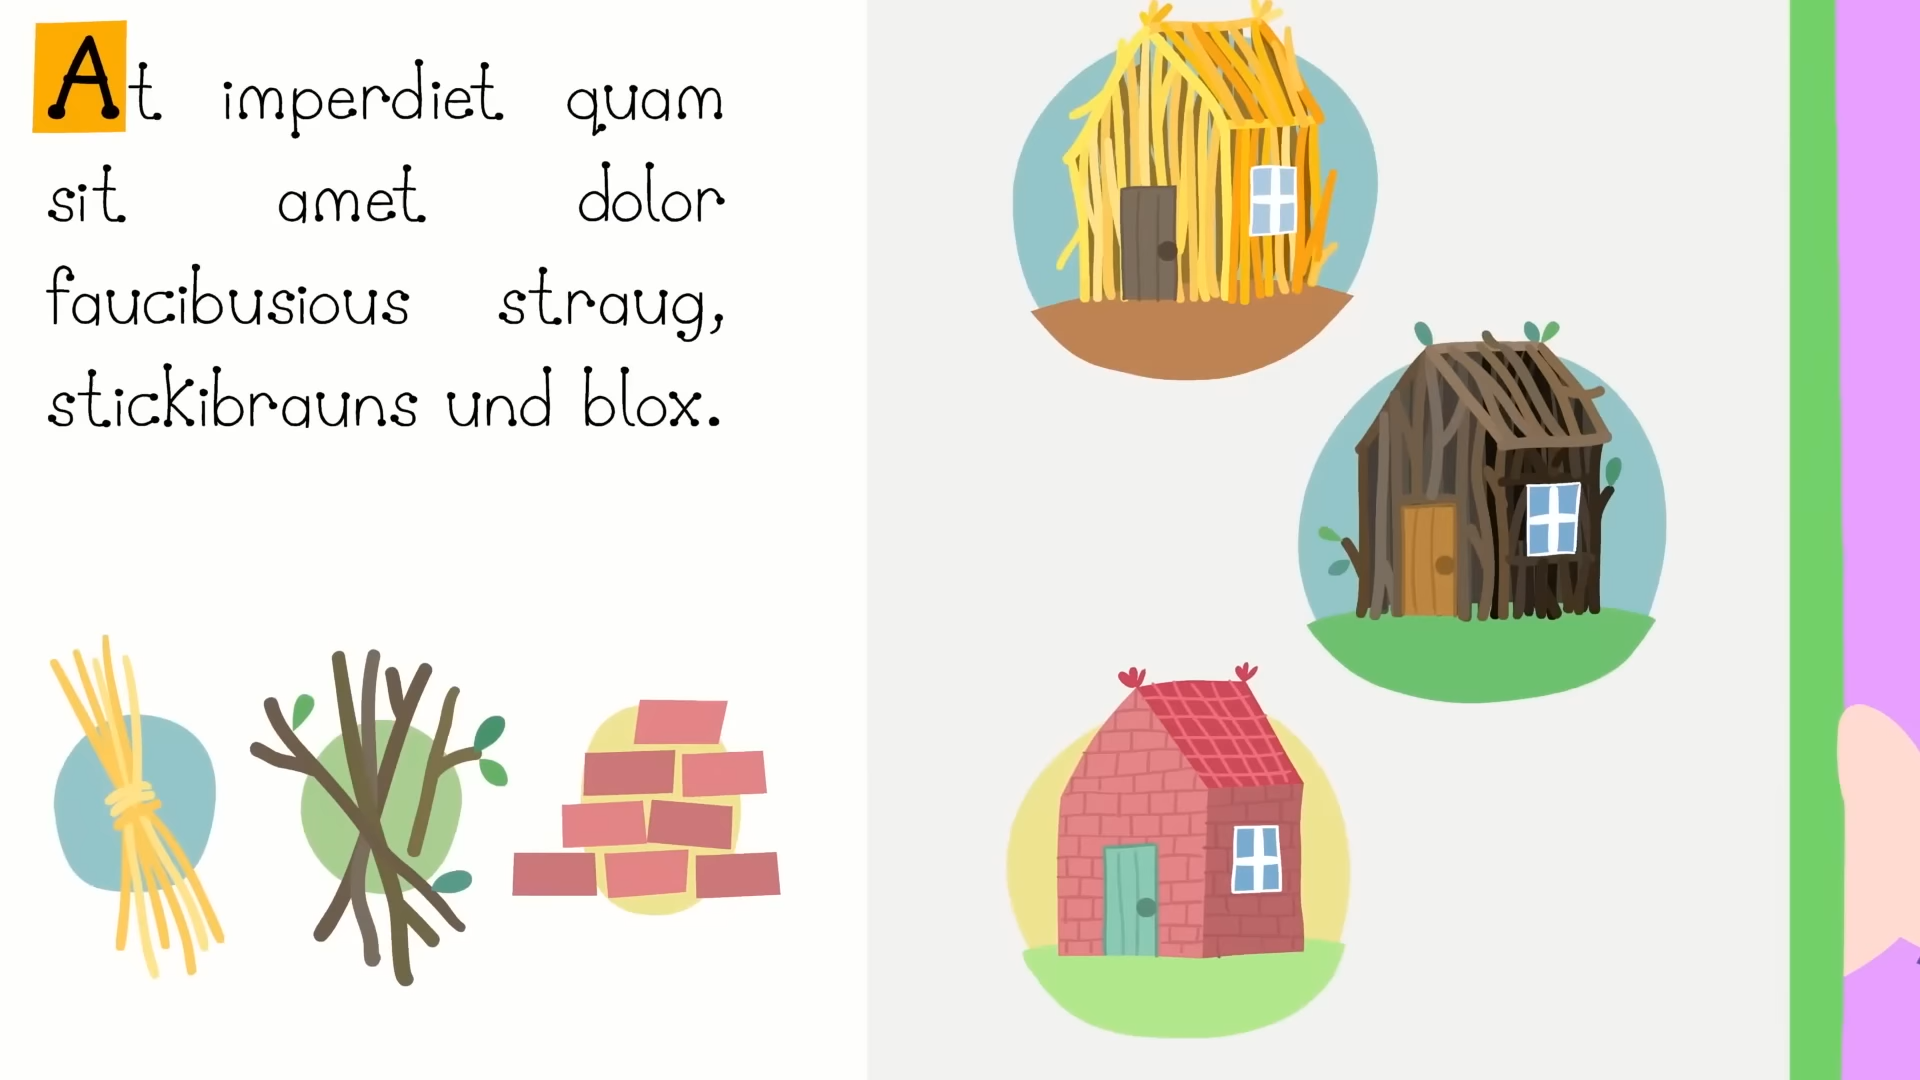 At imperdiet quam
sit amet dolor
faucibusious straug,
stickibrauns und blox.